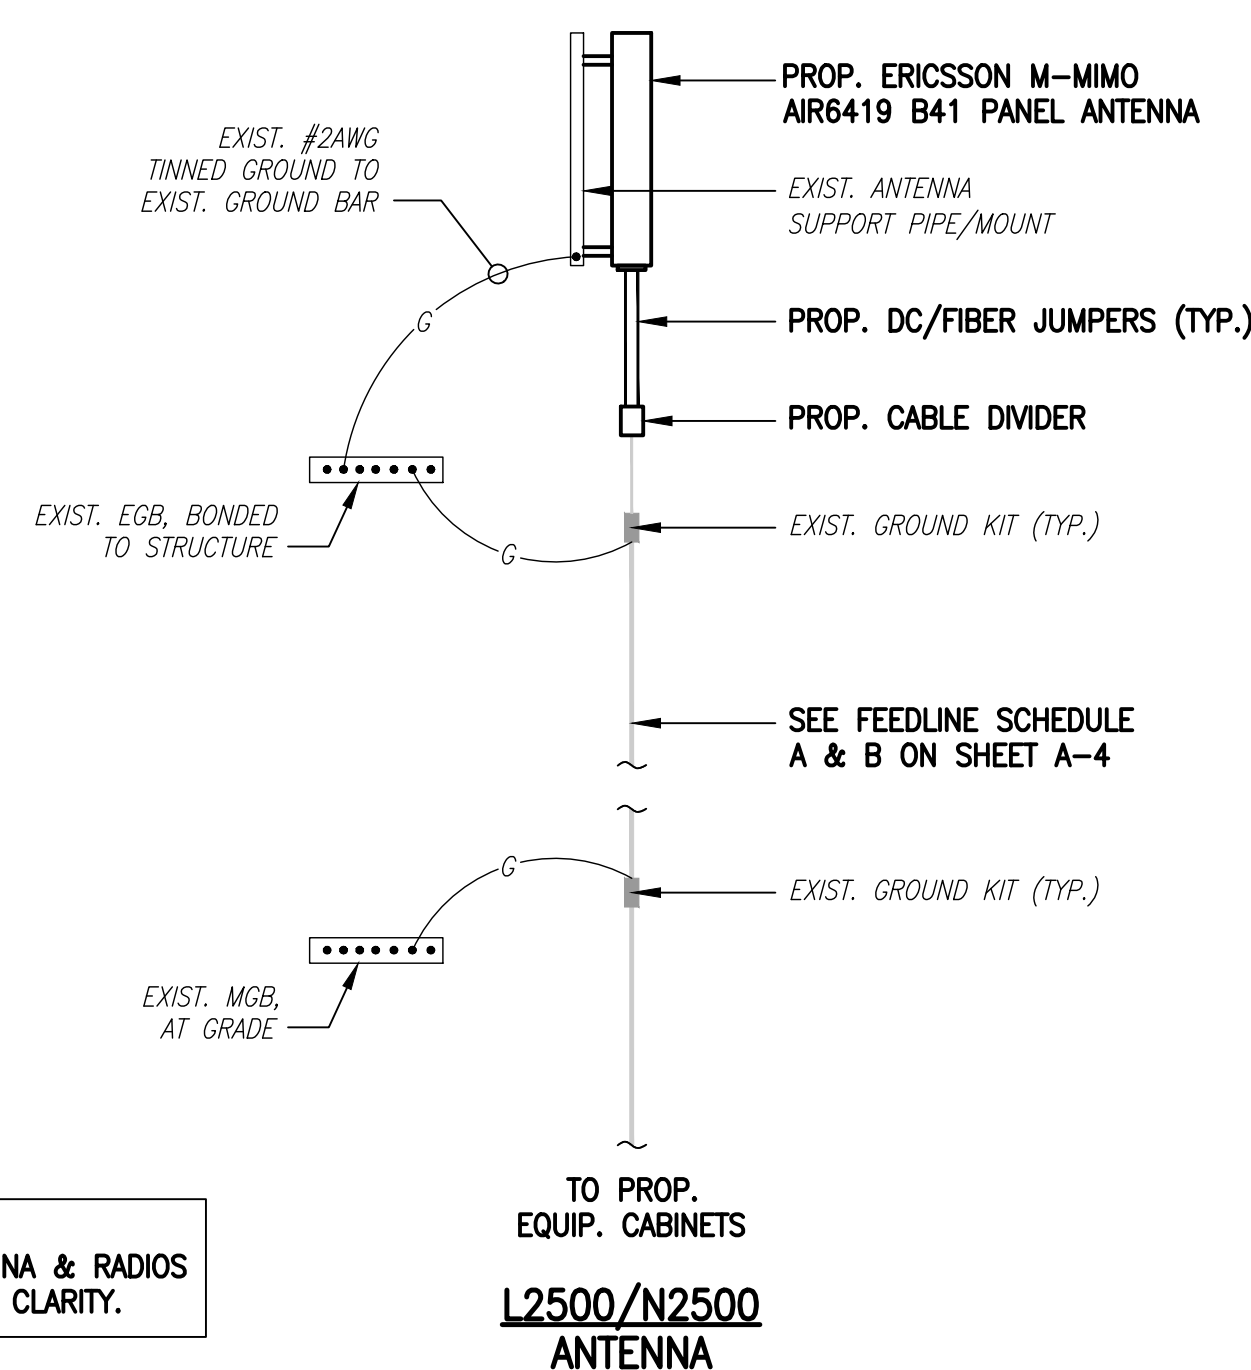 PROP. ERICSSON M-MIMO
AIR6419 B41 PANEL ANTENNA
EXIST. #2AWG
TINNED GROUND TO
EXIST. GROUND BAR
EXIST. ANTENNA
SUPPORT PIPE/MOUNT
G
PROP. DC/FIBER JUMPERS (TYP.)
PROP. CABLE DIVIDER
EXIST. EGB, BONDED
TO STRUCTURE
G
EXIST. GROUND KIT (TYP.)
SEE FEEDLINE SCHEDULE
A & B ON SHEET A-4
G
EXIST. GROUND KIT (TYP.)
EXIST. MGB,
AT GRADE
TO PROP.
EQUIP. CABINETS
NA & RADIOS
CLARITY.
L2500/N2500
ANTENNA